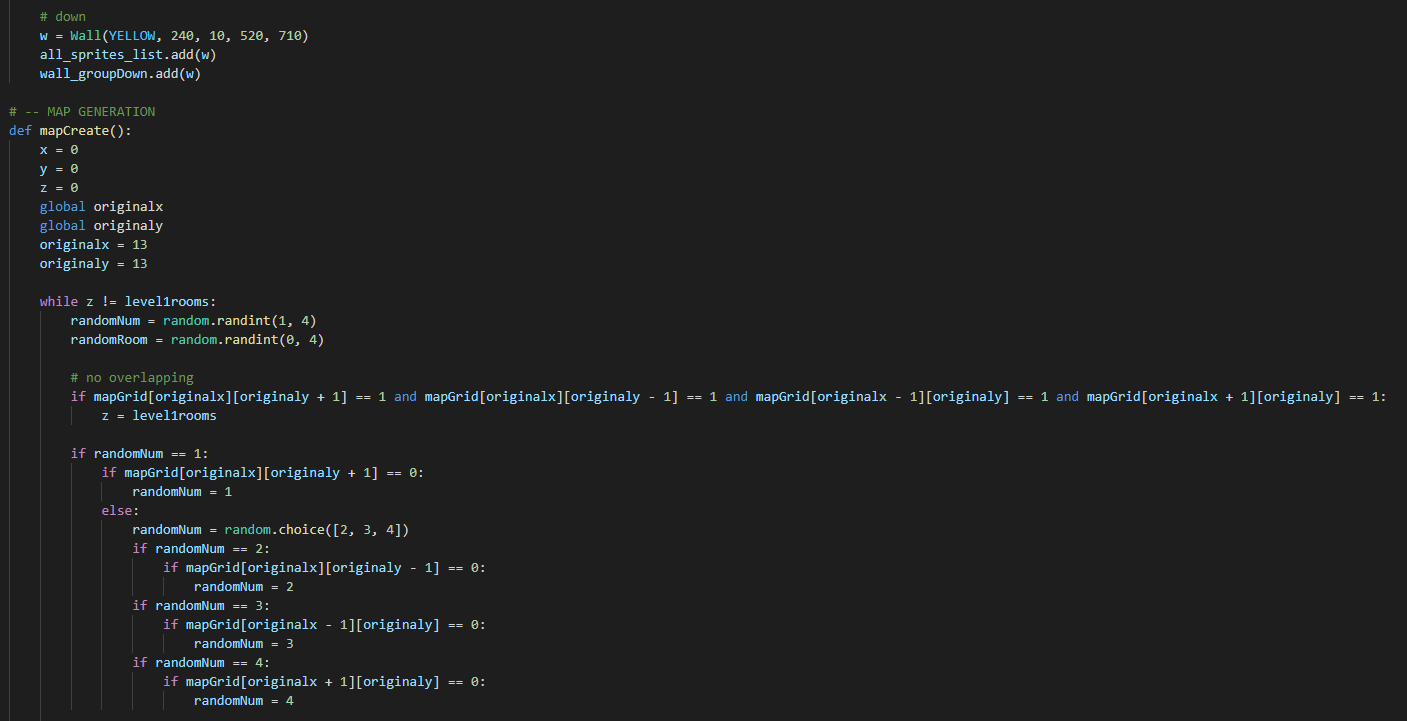 # down
w = Wall(YELLOW, 240, 10, 520, 710)
all_sprites_list.add(w)
wall_groupDown.add(w)
# -- MAP GENERATION
def mapCreate():
x = 0
y = 0
z = 0
global originalx
global originaly
originalx = 13
originaly = 13
while z != level1rooms:
randomNum = random.randint(1, 4)
randomRoom = random.randint(0, 4)
# no overlapping
if mapGrid[originalx][originaly + 1] == 1 and mapGrid[originalx][originaly - 1] == 1 and mapGrid[originalx - 1][originaly] == 1 and mapGrid[originalx + 1][originaly] == 1:
z = level1rooms
if randomNum == 1:
if mapGrid[originalx][originaly + 1] == 0:
randomNum = 1
else:
randomNum = random.choice([2, 3, 4])
if randomNum == 2:
if mapGrid[originalx][originaly - 1] == 0:
randomNum = 2
if randomNum == 3:
if mapGrid[originalx - 1][originaly] == 0:
randomNum = 3
if randomNum == 4:
if mapGrid[originalx + 1][originaly] == 0:
randomNum = 4